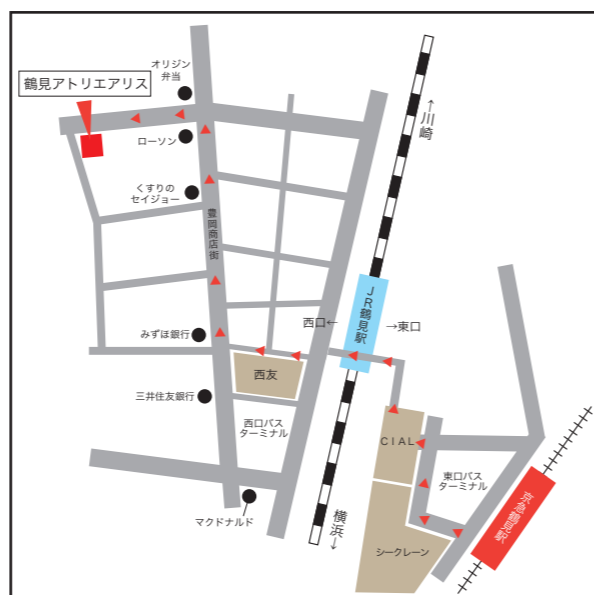 オリジン
弁当
鶴見アトリエアリス
ローソン
←川崎
くすりの
セイジョー
豊岡商店街
JR鶴見駅
西口←
→東口
みずほ銀行
西友
三井住友銀行
西口バス
ターミナル
CIAL
東口バス
ターミナル
京急鶴見駅
マクドナルド
横浜→
シークレーン